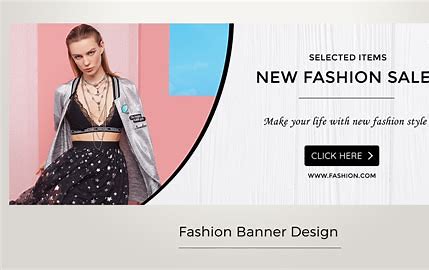 SELECTED ITEMS
NEW FASHION SALE
Make your life with new fashion style
CLICK HERE
WWW.FASHION.COM
Fashion Banner Design